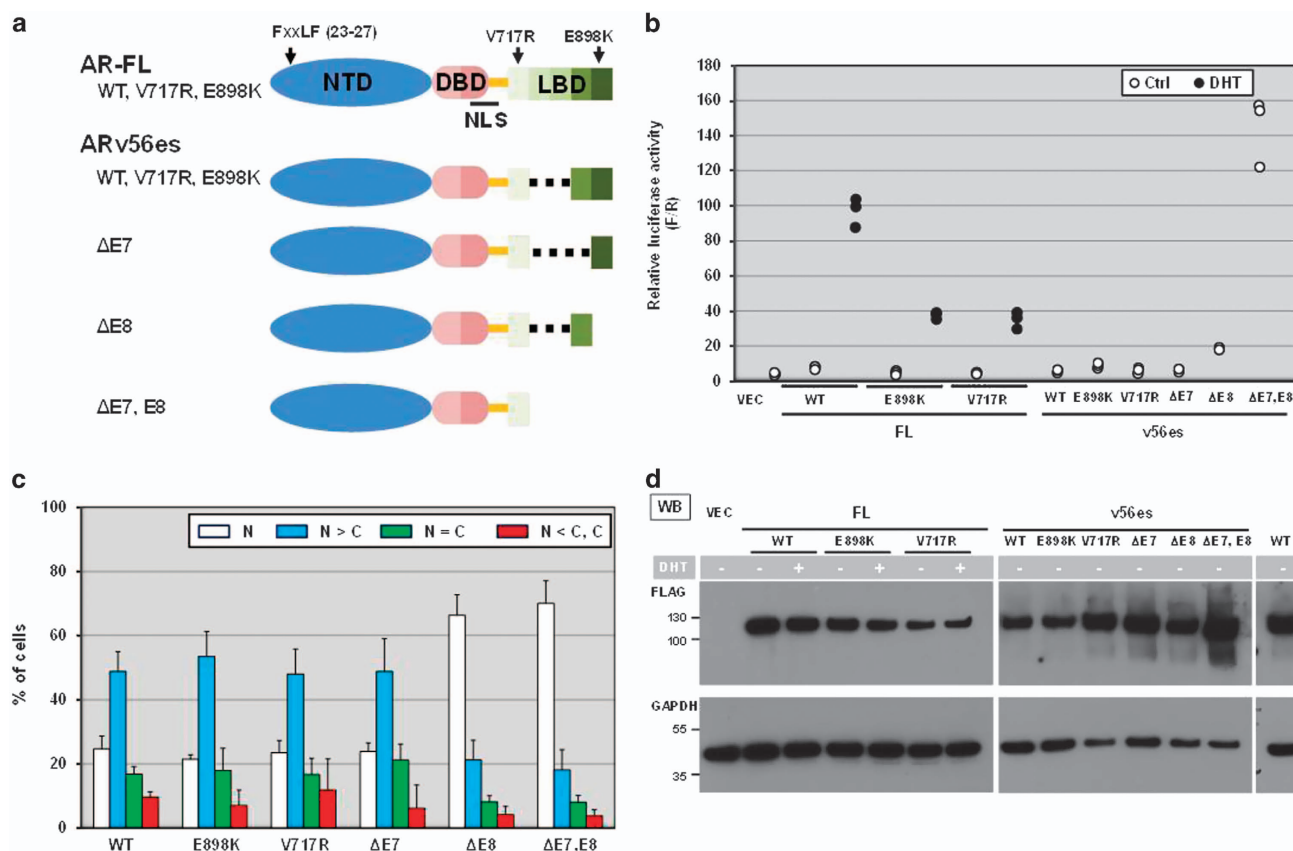 a
FxxLF (23-27)
V717R
E898K
AR-FL
WT, V717R, E898K
NTD
DBD
LBD
NLS
ARv56es
WT, V717R, E898K
ΔE7
ΔE8
ΔE7, E8
b
Ctrl
DHT
Relative luciferase activity
(F/R)
180
160
140
120
100
80
60
40
20
0
VEC
WT
E898K
V717R
WT
E898K
V717R
ΔE7
ΔE8
ΔE7,E8
FL
v56es
c
N
N > C
N = C
N < C, C
% of cells
100
80
60
40
20
0
WT
E898K
V717R
ΔE7
ΔE8
ΔE7,E8
d
WB
VEC
FL
v56es
WT
E898K
V717R
WT
E898K
V717R
ΔE7
ΔE8
ΔE7, E8
WT
DHT
- - + - + - + - - - - - - -
FLAG
130
100
GAPDH
55
35